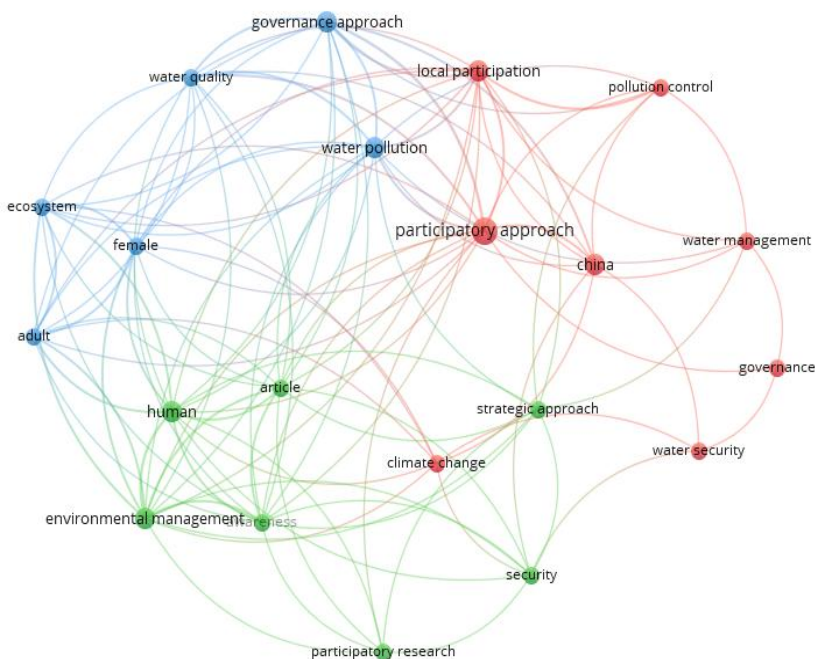 governance approach
local participation
water quality
pollution control
water pollution
ecosystem
participatory approach
female
water management
china
adult
governance
article
human
strategic approach
water security
climate change
environmental management
awareness
security
participatory research